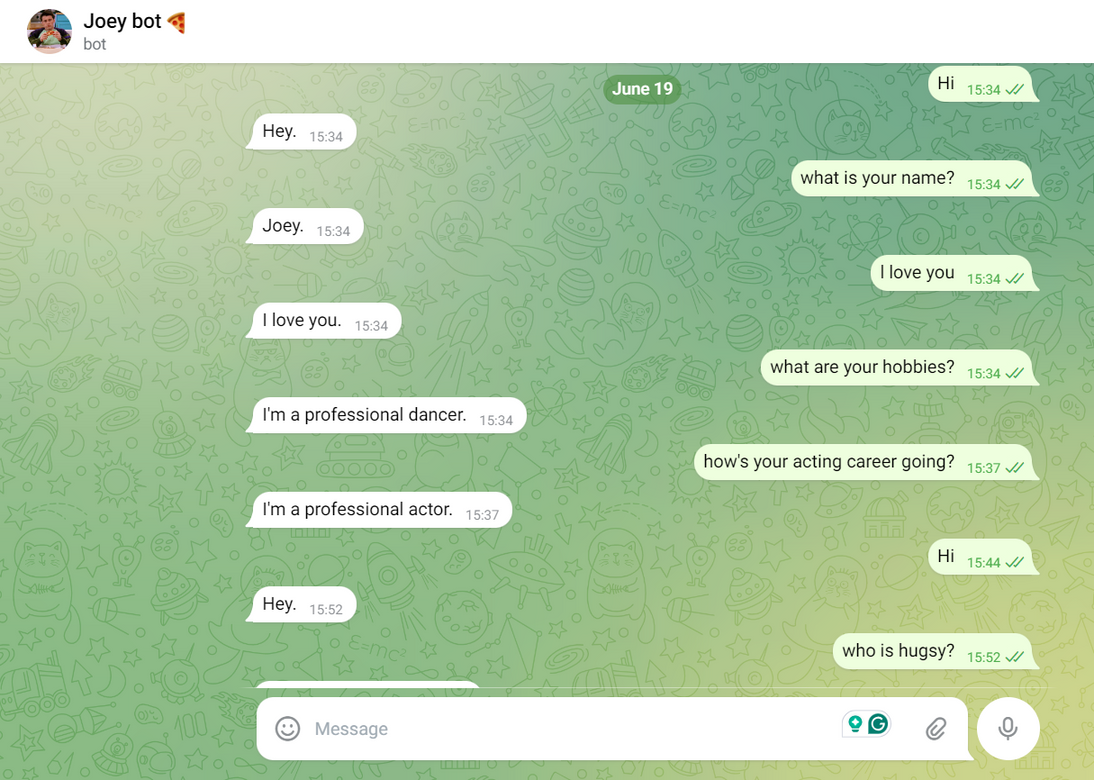 Joey bot 🍕
bot
June 19
Hi 15:34
Hey. 15:34
what is your name? 15:34
Joey. 15:34
I love you 15:34
I love you. 15:34
what are your hobbies? 15:34
I'm a professional dancer. 15:34
how's your acting career going? 15:37
I'm a professional actor. 15:37
Hi 15:44
Hey. 15:52
who is hugsy? 15:52
Message